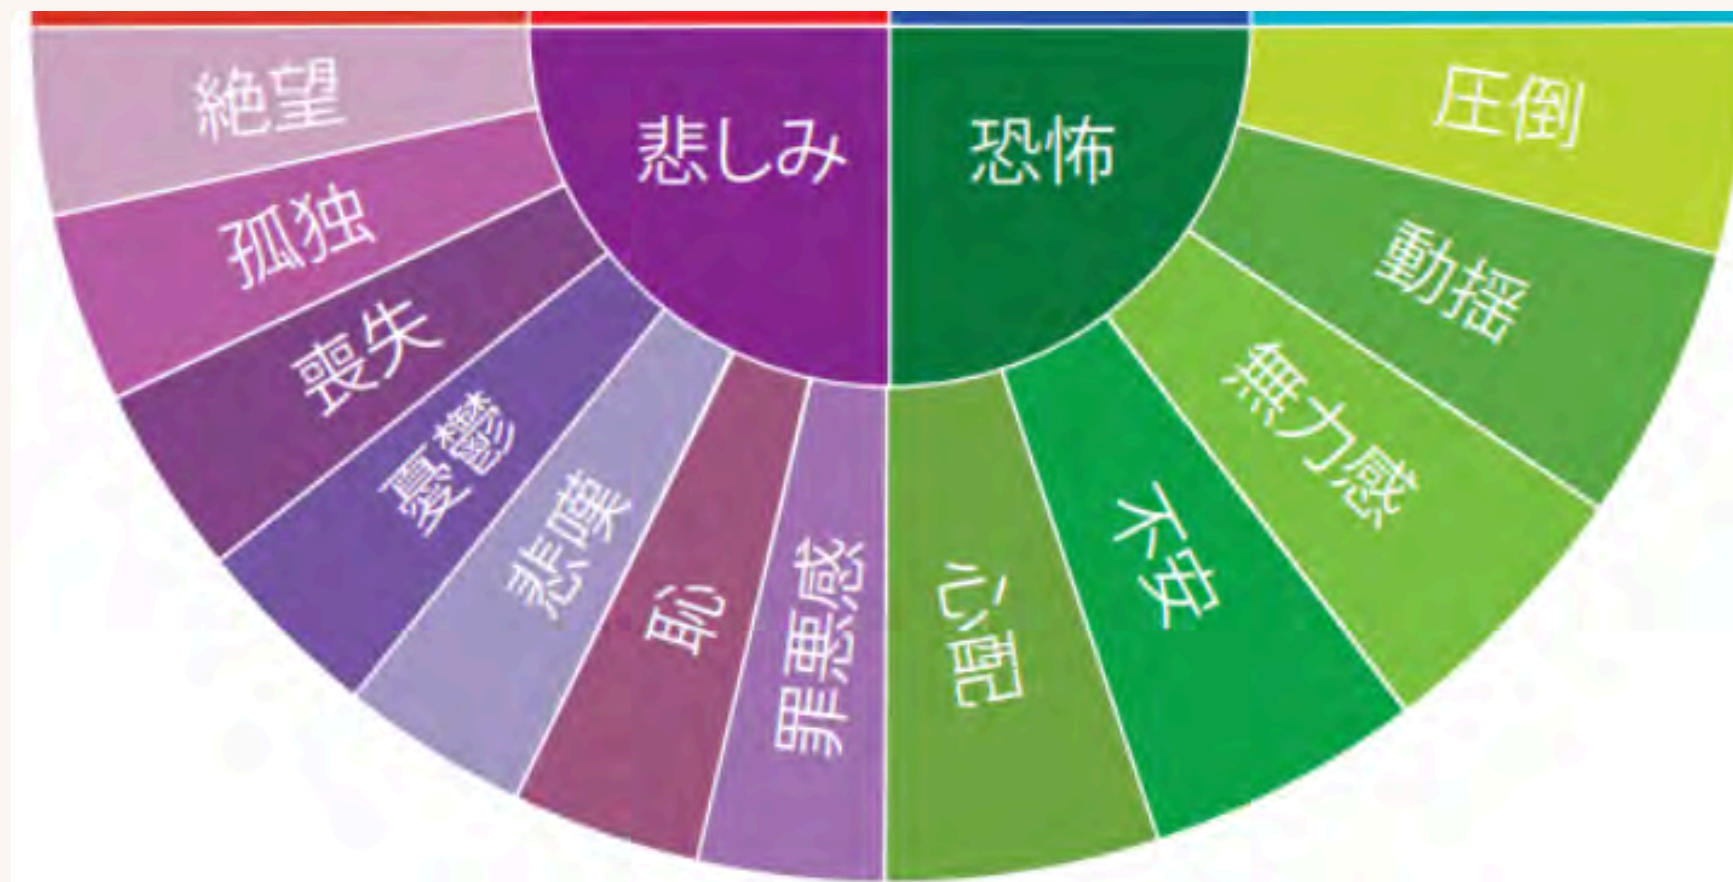 悲しみ
恐怖
絶望
孤独
喪失
憂鬱
悲嘆
恥
罪悪感
心配
不安
無力感
動揺
圧倒